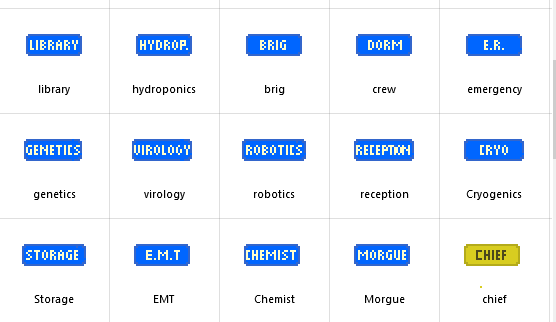 LIBRARY HYDROP. BRIG DORM E.R.
library hydroponics brig crew emergency
GENETICS VIROLOGY ROBOTICS RECEPTION CRYO
genetics virology robotics reception Cryogenics
STORAGE E.M.T CHEMIST MORGUE CHIEF
Storage EMT Chemist Morgue chief